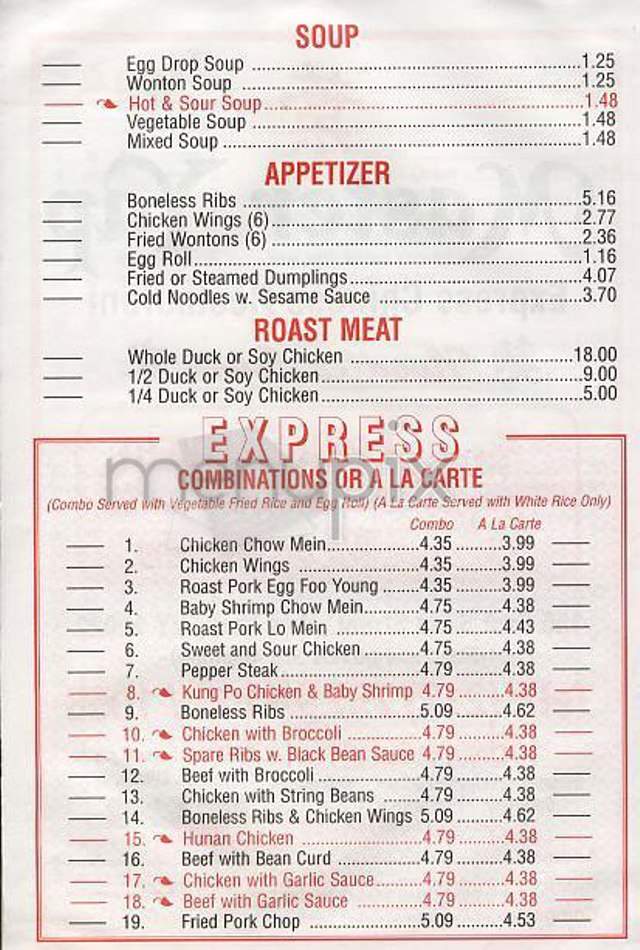 SOUP
Egg Drop Soup 1.25
Wonton Soup 1.25
Hot & Sour Soup 1.48
Vegetable Soup 1.48
Mixed Soup 1.48
APPETIZER
Boneless Ribs 5.16
Chicken Wings (6) 2.77
Fried Wontons (6) 2.36
Egg Roll 1.16
Fried or Steamed Dumplings 4.07
Cold Noodles w. Sesame Sauce 3.70
ROAST MEAT
Whole Duck or Soy Chicken 18.00
1/2 Duck or Soy Chicken 9.00
1/4 Duck or Soy Chicken 5.00
EXPRESS
COMBINATIONS OR A LA CARTE
(Combo Served with Vegetable Fried Rice and Egg Roll) (A La Carte Served with White Rice Only)
Combo A La Carte
1. Chicken Chow Mein 4.35 3.99
2. Chicken Wings 4.35 3.99
3. Roast Pork Egg Foo Young 4.35 3.99
4. Baby Shrimp Chow Mein 4.75 4.38
5. Roast Pork Lo Mein 4.75 4.43
6. Sweet and Sour Chicken 4.75 4.38
7. Pepper Steak 4.79 4.38
8. Kung Po Chicken & Baby Shrimp 4.79 4.38
9. Boneless Ribs 5.09 4.62
10. Chicken with Broccoli 4.79 4.38
11. Spare Ribs w. Black Bean Sauce 4.79 4.38
12. Beef with Broccoli 4.79 4.38
13. Chicken with String Beans 4.79 4.38
14. Boneless Ribs & Chicken Wings 5.09 4.62
15. Hunan Chicken 4.79 4.38
16. Beef with Bean Curd 4.79 4.38
17. Chicken with Garlic Sauce 4.79 4.38
18. Beef with Garlic Sauce 4.79 4.38
19. Fried Pork Chop 5.09 4.53